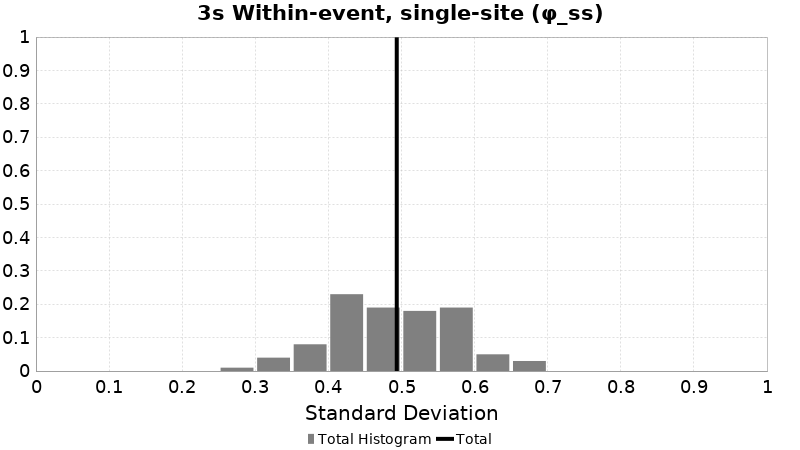 3s Within-event, single-site (φ_ss)
1
0.9
0.8
0.7
0.6
0.5
0.4
0.3
0.2
0.1
0
0 0.1 0.2 0.3 0.4 0.5 0.6 0.7 0.8 0.9 1
Standard Deviation
Total Histogram Total